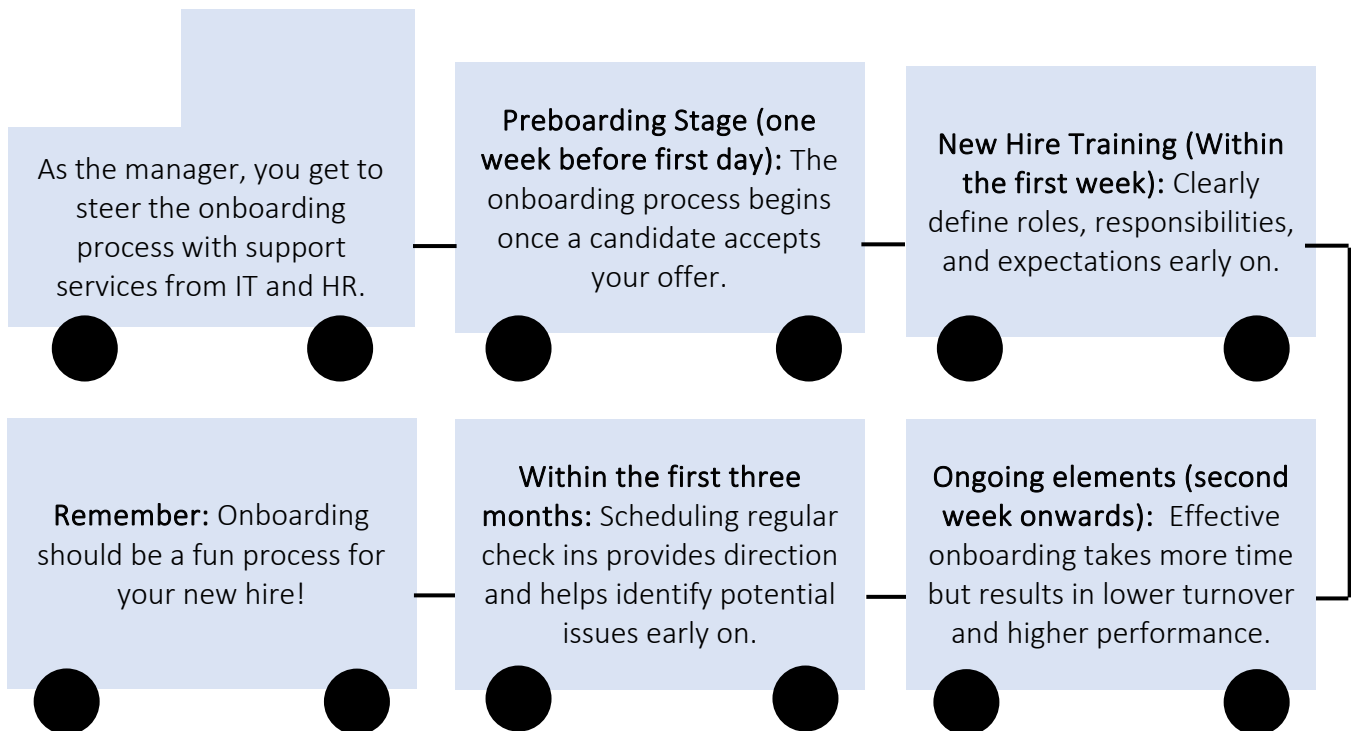 As the manager, you get to
steer the onboarding
process with support
services from IT and HR.
Preboarding Stage (one
week before first day): The
onboarding process begins
once a candidate accepts
your offer.
New Hire Training (Within
the first week): Clearly
define roles, responsibilities,
and expectations early on.
Ongoing elements (second
week onwards):  Effective
onboarding takes more time
but results in lower turnover
and higher performance.
Within the first three
months: Scheduling regular
check ins provides direction
and helps identify potential
issues early on.
Remember: Onboarding
should be a fun process for
your new hire!